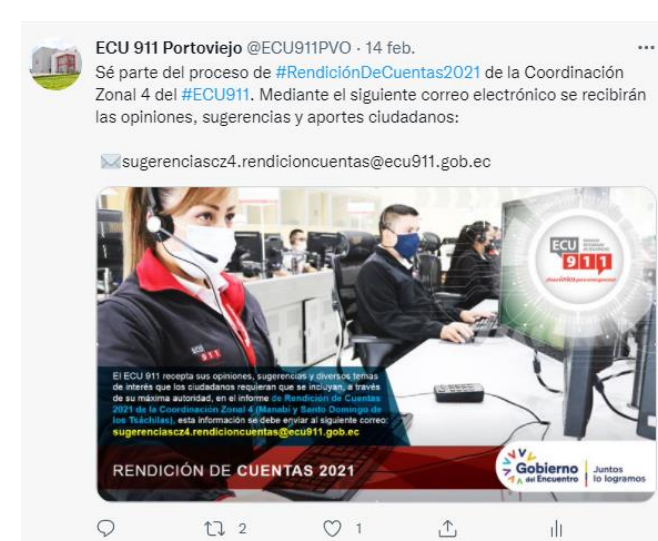 ECU 911 Portoviejo @ECU911PVO · 14 feb.
Sé parte del proceso de #RendiciónDeCuentas2021 de la Coordinación
Zonal 4 del #ECU911. Mediante el siguiente correo electrónico se recibirán
las opiniones, sugerencias y aportes ciudadanos:
sugerenciascz4.rendicioncuentas@ecu911.gob.ec
ECU
911
ECU
911
El ECU 911 recepta sus opiniones, sugerencias y diversos temas
de interés que los ciudadanos requieran que se incluyan, a través
de su máxima autoridad, en el informe de Rendición de Cuentas
2021 de la Coordinación Zonal 4 (Manabí y Santo Domingo de
los Tsáchilas), esta información se debe enviar al siguiente correo:
sugerenciascz4.rendicioncuentas@ecu911.gob.ec
RENDICIÓN DE CUENTAS 2021
Gobierno
del Encuentro
Juntos
lo logramos
2
1